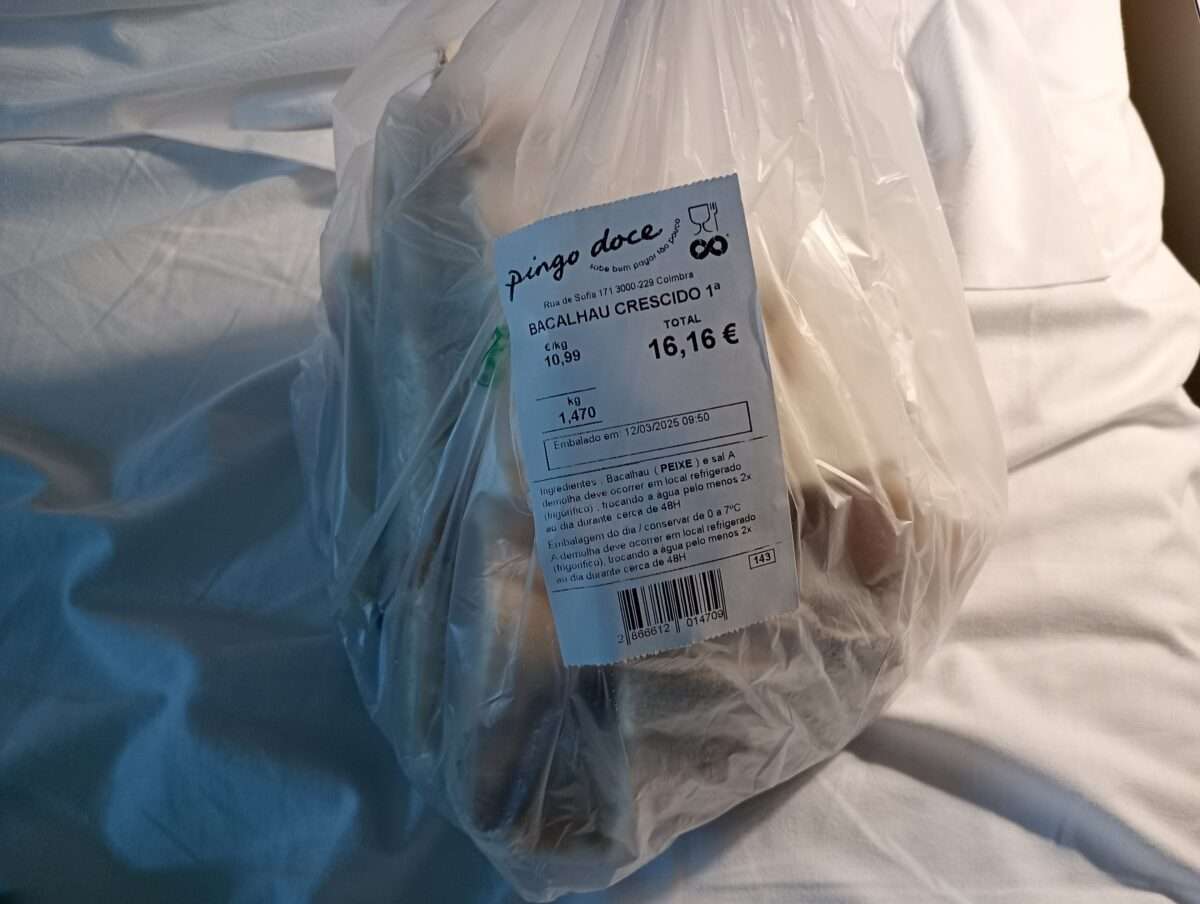 pingo doce
sabe bem pagar tão pouco
Rua de Sofia 171 3000-229 Coimbra
BACALHAU CRESCIDO 1ª
€/kg
10,99
TOTAL
16,16 €
kg
1,470
Embalado em: 12/03/2025 09:50
Ingredientes : Bacalhau ( PEIXE ) e sal A
demolha deve ocorrer em local refrigerado
(frigorifico) , trocando a água pelo menos 2x
au dia durante cerca de 48H
Embalagem do dia / conservar de 0 a 7ºC
A demolha deve ocorrer em local refrigerado
(frigorifico), trocando a água pelo menos 2x
au dia durante cerca de 48H
143
2 866612 014709